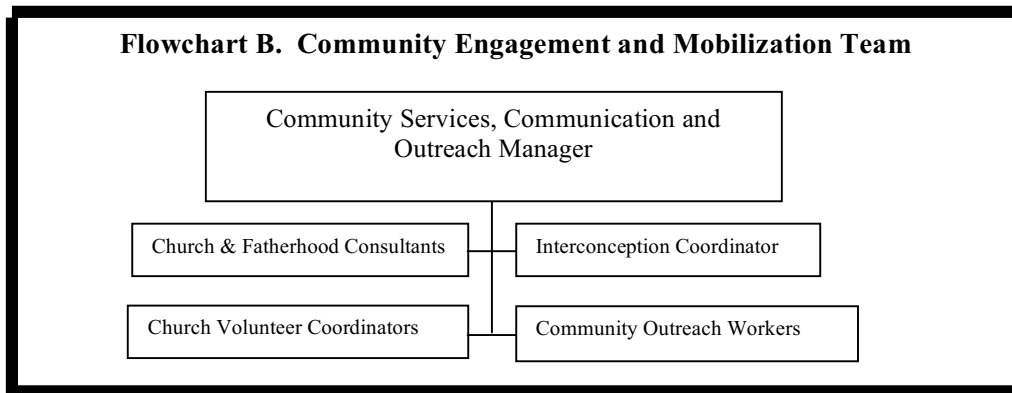 Flowchart B. Community Engagement and Mobilization Team
Community Services, Communication and
Outreach Manager
Church & Fatherhood Consultants
Interconception Coordinator
Church Volunteer Coordinators
Community Outreach Workers